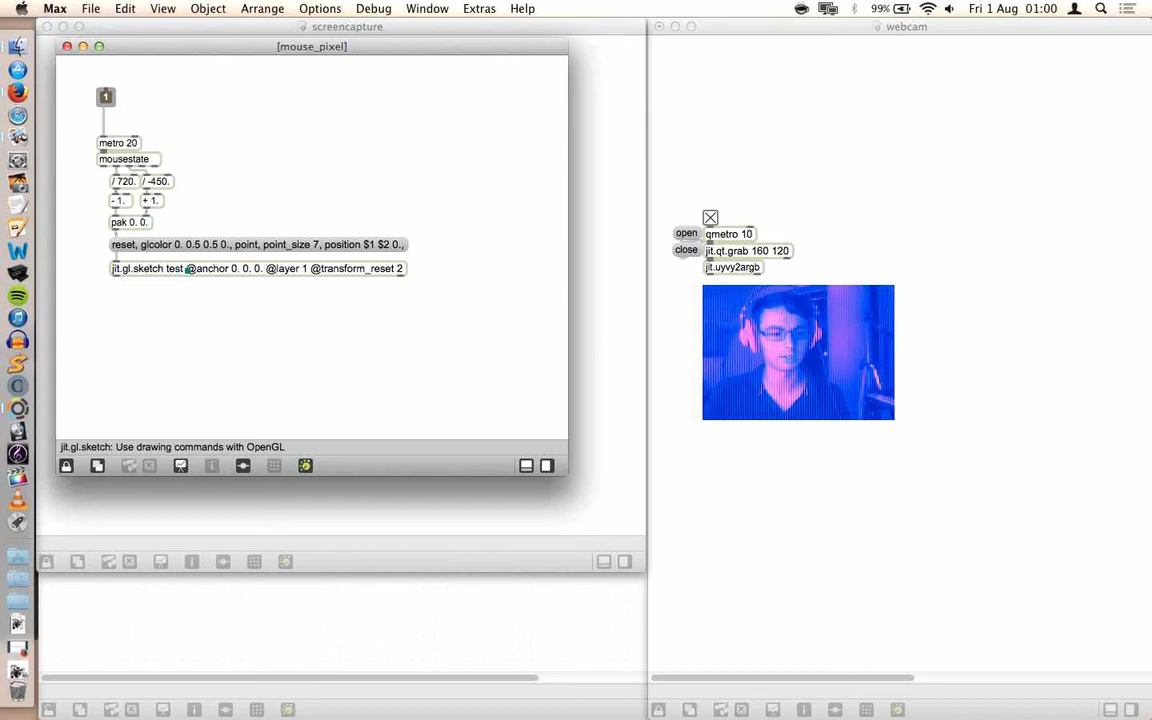 Max File Edit View Object Arrange Options Debug Window Extras Help 99% Fri 1 Aug 01:00
screencapture
webcam
[mouse_pixel]
1
metro 20
mousestate
/ 720. / -450.
- 1. + 1.
pak 0. 0.
reset, glcolor 0. 0.5 0.5 0., point, point_size 7, position $1 $2 0.,
jit.gl.sketch test @anchor 0. 0. 0. @layer 1 @transform_reset 2
jit.gl.sketch: Use drawing commands with OpenGL
open qmetro 10
close jit.qt.grab 160 120
jit.uyvy2argb